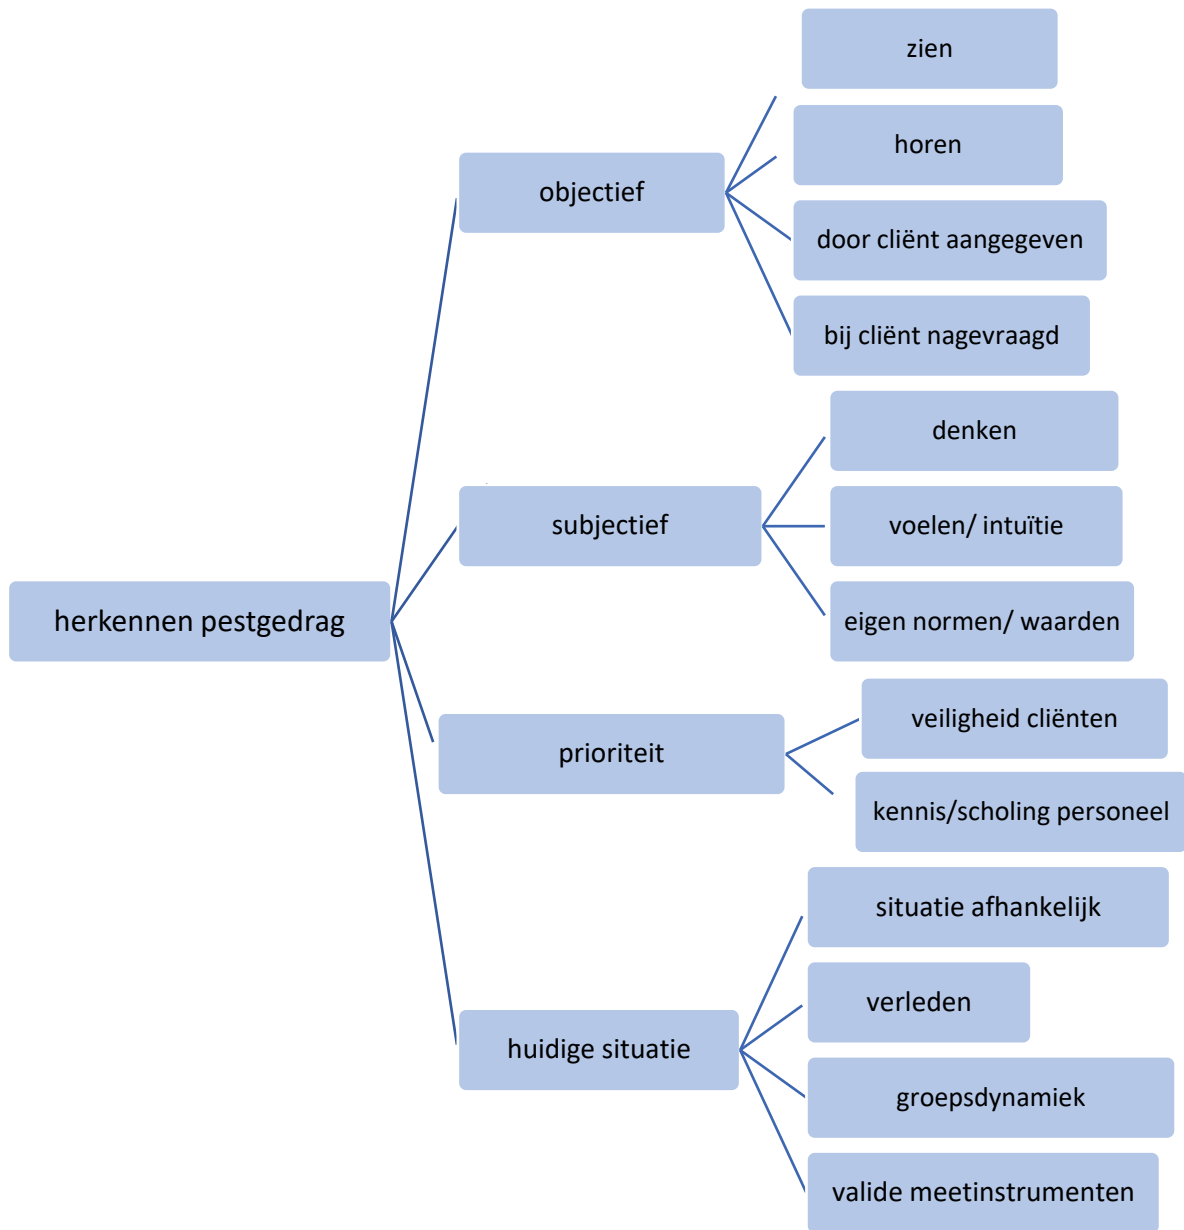 herkennen pestgedrag
objectief
zien
horen
door cliënt aangegeven
bij cliënt nagevraagd
subjectief
denken
voelen/ intuïtie
eigen normen/ waarden
prioriteit
veiligheid cliënten
kennis/scholing personeel
huidige situatie
situatie afhankelijk
verleden
groepsdynamiek
valide meetinstrumenten